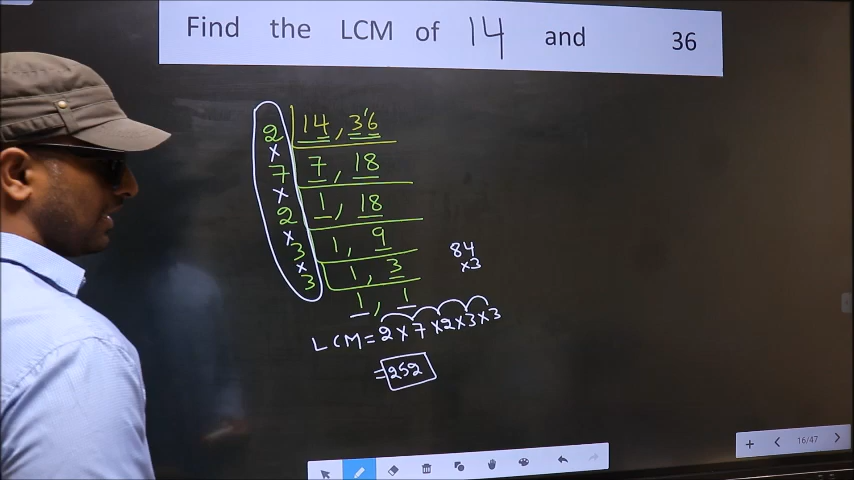 Find the LCM of 14 and 36
2 14, 36
×
7 7, 18
×
2 1, 18
×
3 1, 9
×
3 1, 3
1, 1
84
×3
LCM = 2 × 7 × 2 × 3 × 3
= 252
16/47